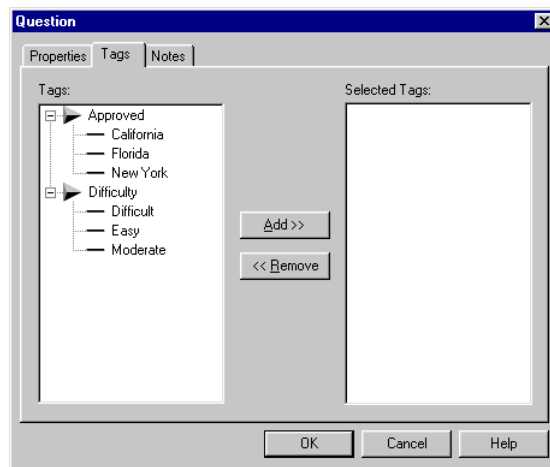 Question
Properties Tags Notes
Tags:
Selected Tags:
Approved
California
Florida
New York
Difficulty
Difficult
Easy
Moderate
Add >>
<< Remove
OK Cancel Help